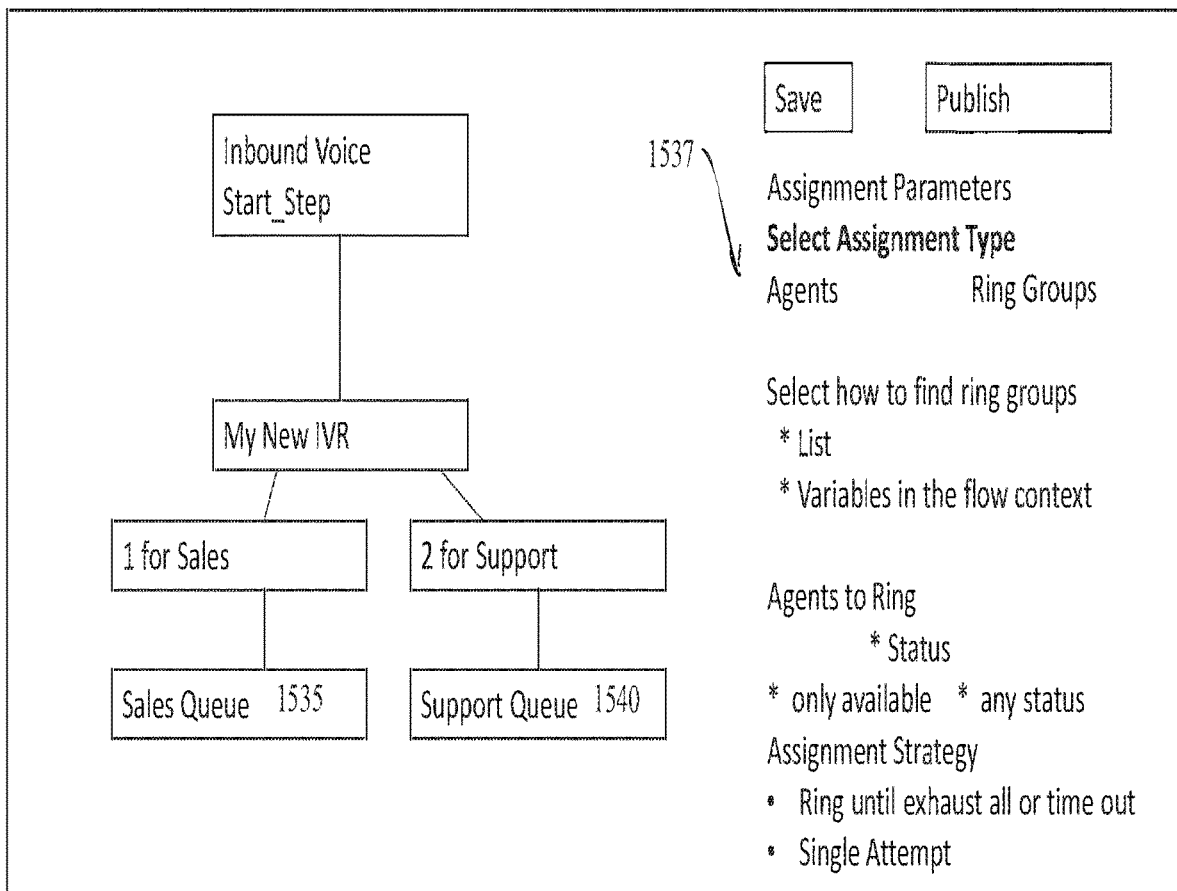 Inbound Voice
Start_Step
My New IVR
1 for Sales
2 for Support
Sales Queue 1535
Support Queue 1540
Save
Publish
1537
Assignment Parameters
Select Assignment Type
Agents Ring Groups
Select how to find ring groups
* List
* Variables in the flow context
Agents to Ring
* Status
* only available * any status
Assignment Strategy
• Ring until exhaust all or time out
• Single Attempt